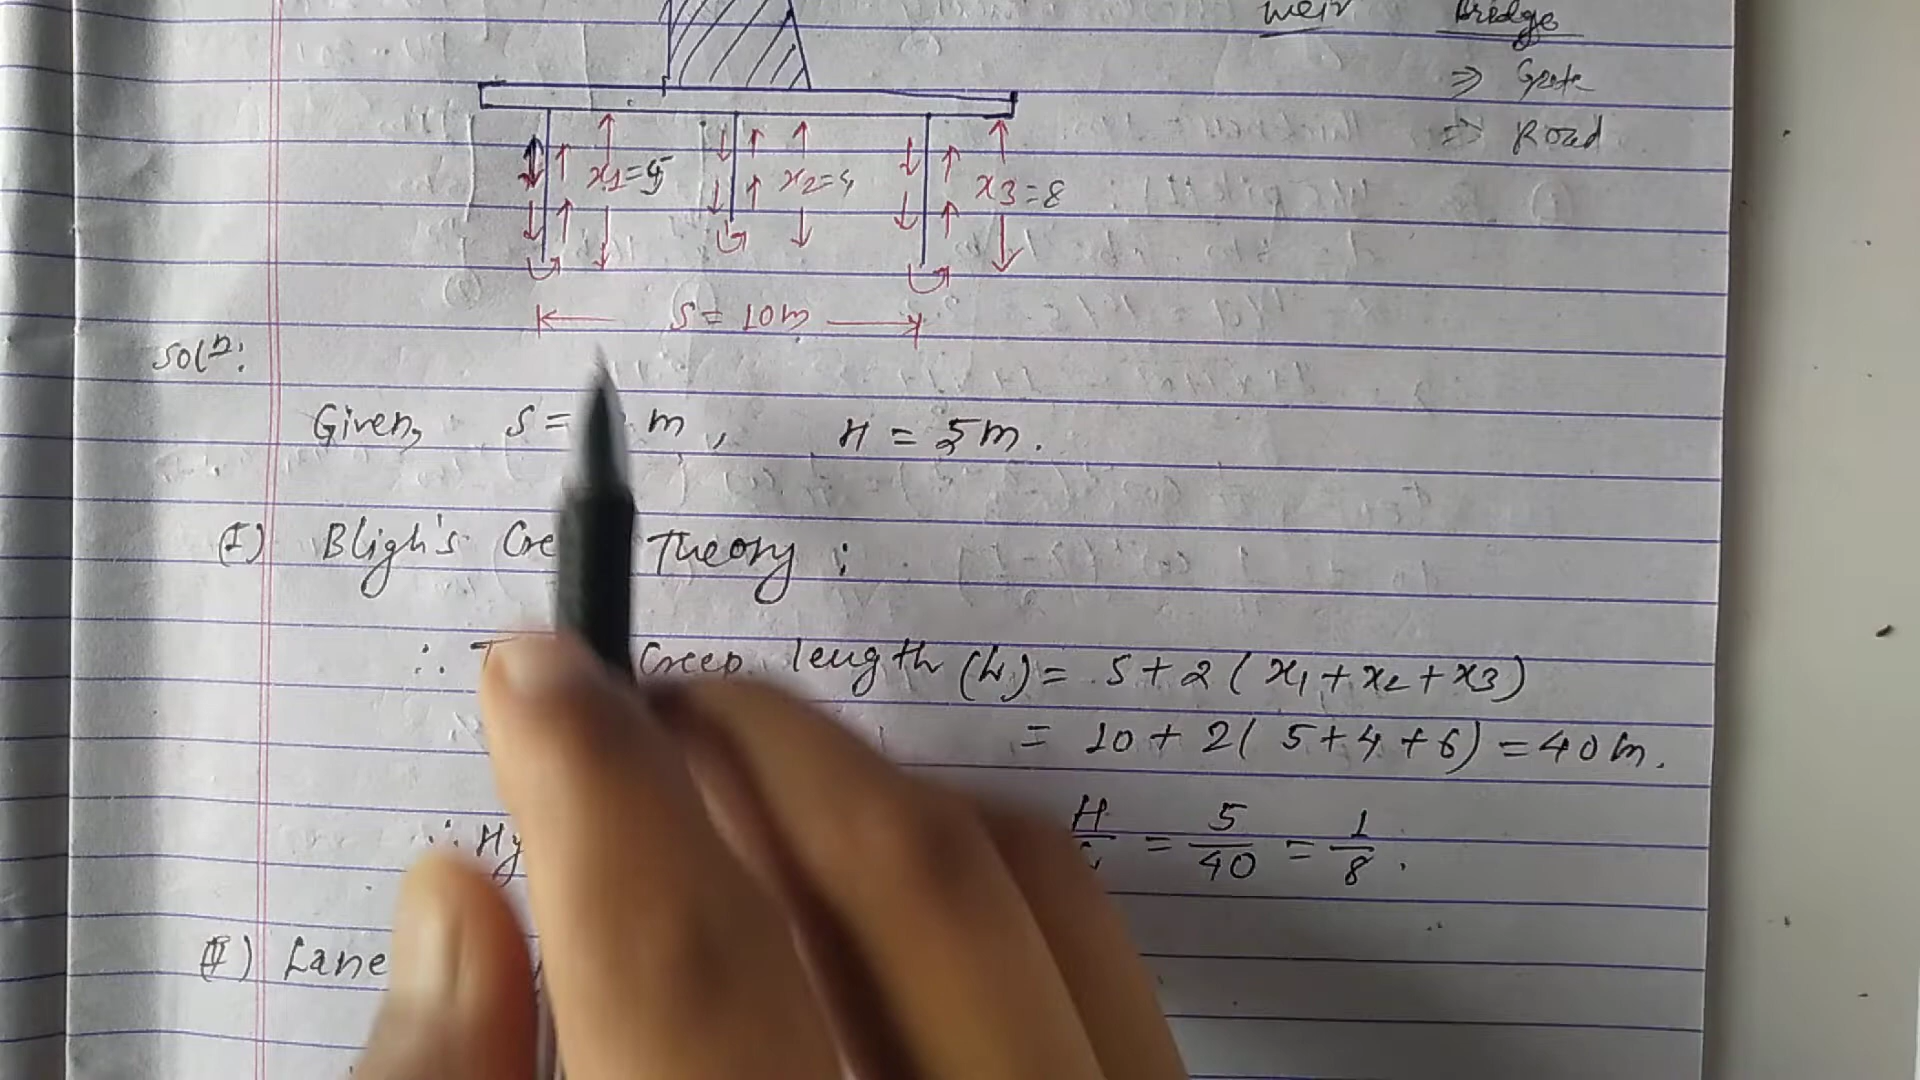 Weir Bridge
⇒ Gate
⇒ Road
x1=5 x2=4 x3=8
S = 10m
Solⁿ:
Given, S = m, H = 5m.
(I) Bligh's Theory :
∴ Creep length (L) = S + 2 ( x1 + x2 + x3 )
= 10 + 2( 5 + 4 + 6 ) = 40 m.
∴ Hy H = 5/40 = 1/8 .
(II) Lane